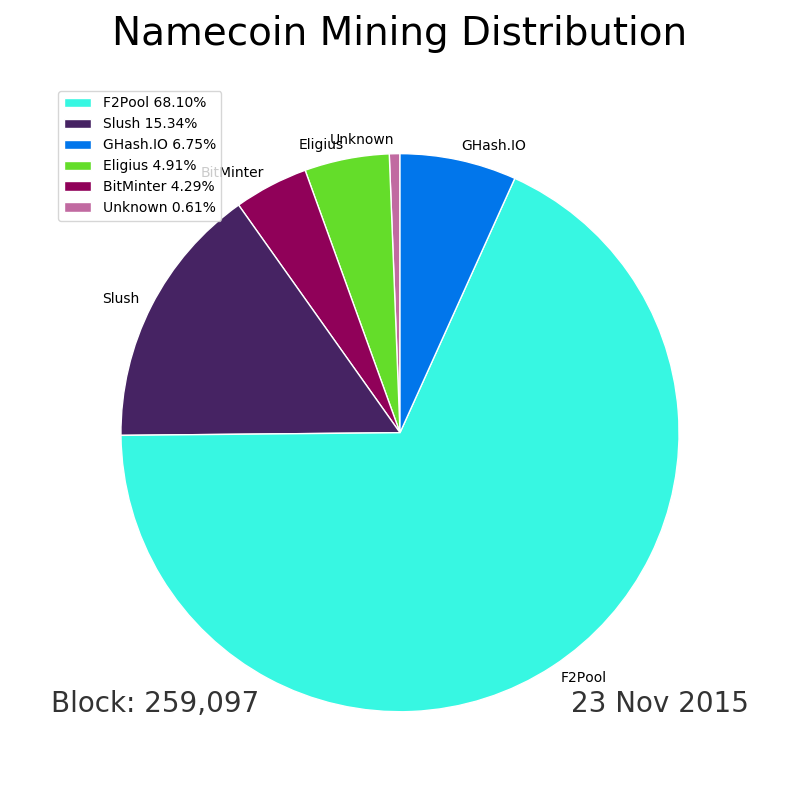 Namecoin Mining Distribution
F2Pool 68.10%
Slush 15.34%
GHash.IO 6.75%
Eligius 4.91%
BitMinter 4.29%
Unknown 0.61%
Unknown
Eligius
GHash.IO
BitMinter
Slush
F2Pool
Block: 259,097
23 Nov 2015